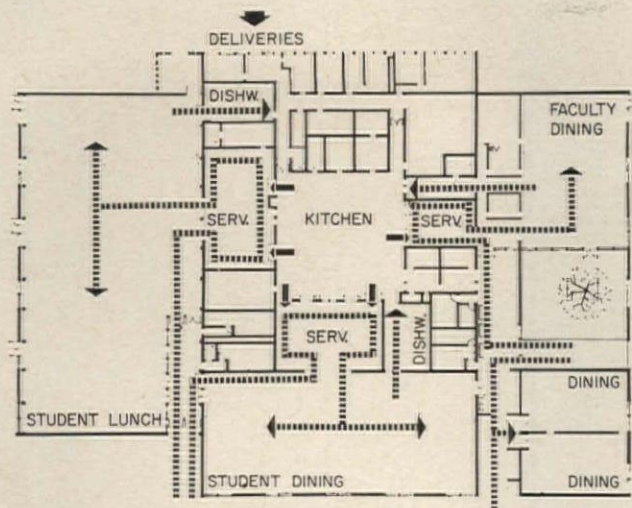 DELIVERIES
DISHW.
FACULTY
DINING
SERV.
KITCHEN
SERV.
SERV.
DISHW.
DINING
STUDENT LUNCH
STUDENT DINING
DINING